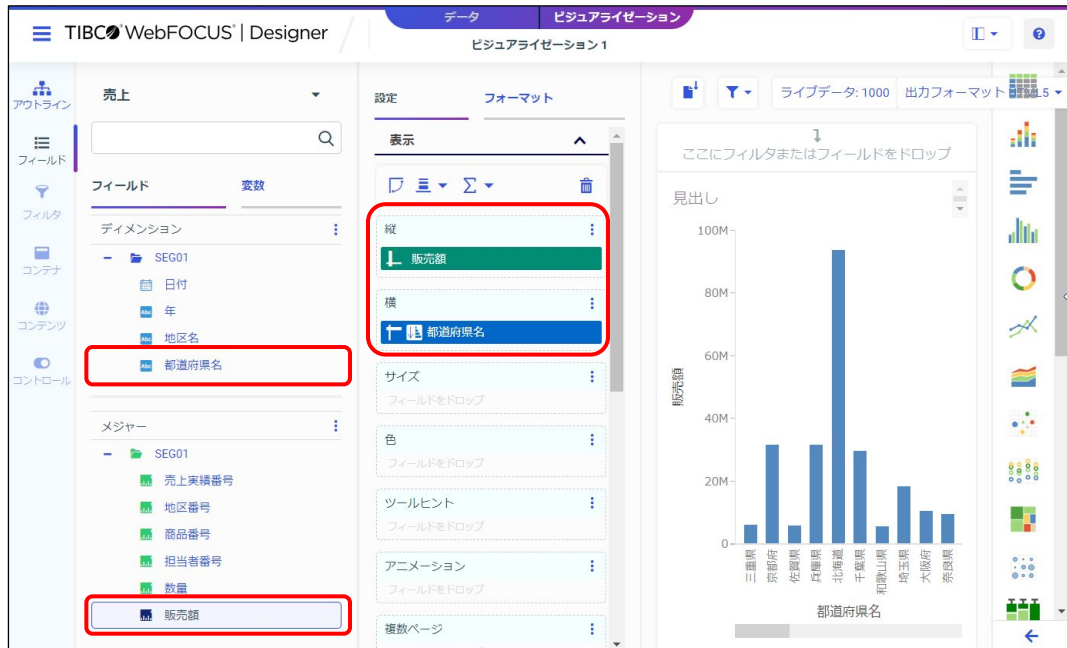 データ
ビジュアライゼーション
TIBCO WebFOCUS | Designer
ビジュアライゼーション 1
アウトライン
フィールド
フィルタ
コンテナ
コンテンツ
コントロール
売上
フィールド
変数
ディメンション
SEG01
日付
Abc 年
Abc 地区名
Abc 都道府県名
メジャー
SEG01
売上実績番号
地区番号
商品番号
担当者番号
数量
販売額
設定
フォーマット
表示
縦
販売額
横
都道府県名
サイズ
フィールドをドロップ
色
フィールドをドロップ
ツールヒント
フィールドをドロップ
アニメーション
フィールドをドロップ
複数ページ
ライブデータ: 1000
出力フォーマット
ここにフィルタまたはフィールドをドロップ
見出し
100M
80M
60M
40M
20M
0
販売額
三重県
京都府
佐賀県
兵庫県
北海道
千葉県
和歌山県
埼玉県
大阪府
奈良県
都道府県名